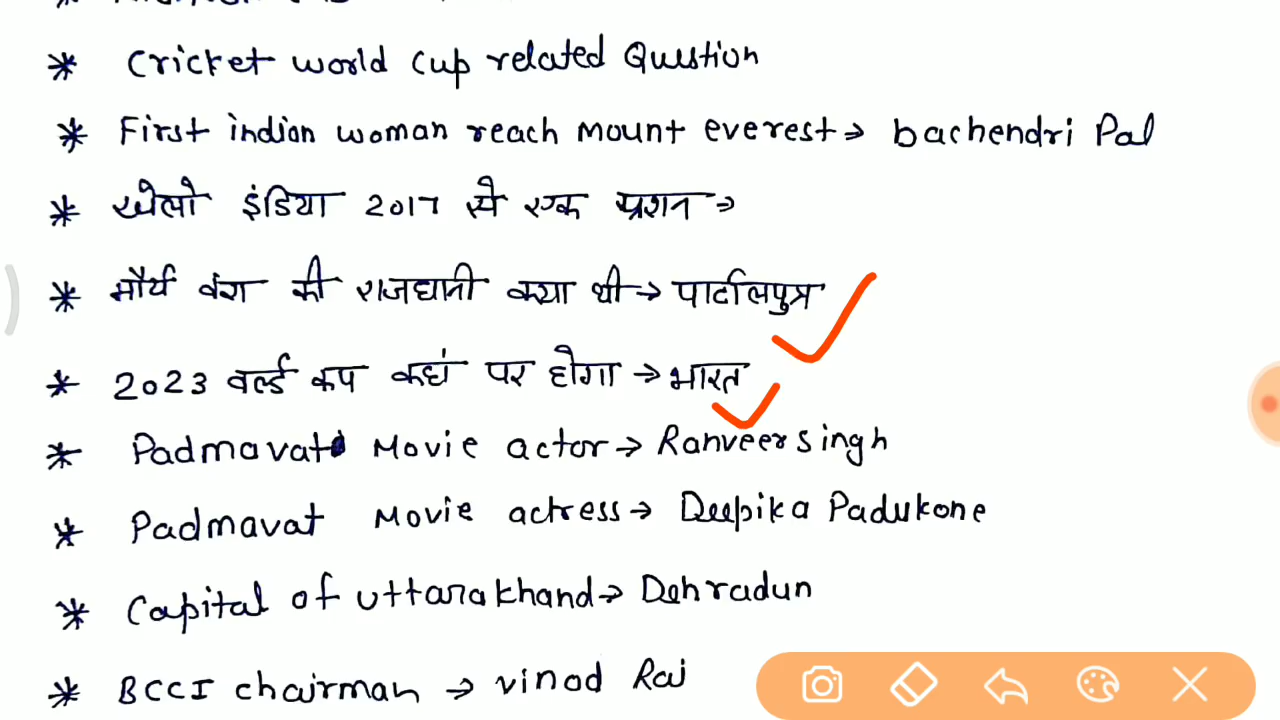 * Cricket world cup related Question
* First indian woman reach mount everest → bachendri Pal
* खेलो इंडिया 2017 से एक प्रशन →
* मौर्य वंश की राजधानी क्या थी → पाटलिपुत्र
* 2023 वर्ल्ड कप कहां पर होगा → भारत
* Padmavat Movie actor → Ranveer Singh
* Padmavat Movie actress → Deepika Padukone
* Capital of uttarakhand → Dehradun
* BCCI chairman → vinod Rai